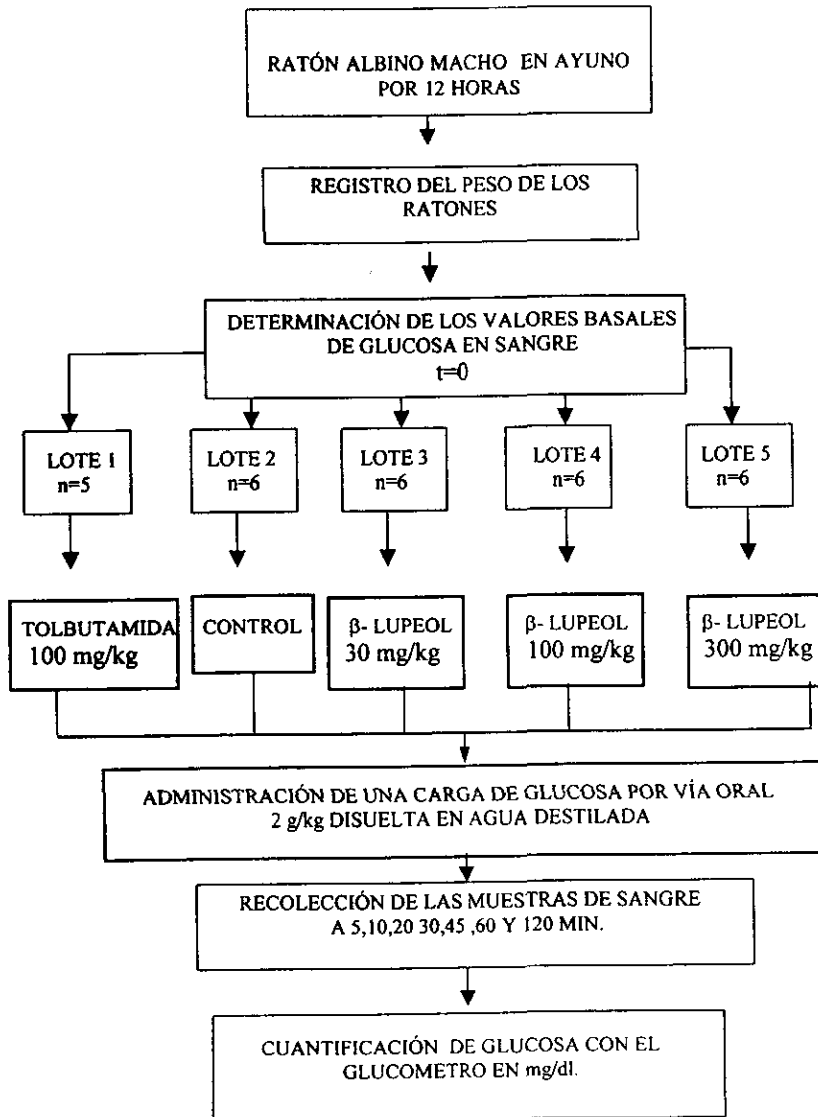 RATÓN ALBINO MACHO EN AYUNO
POR 12 HORAS
REGISTRO DEL PESO DE LOS
RATONES
DETERMINACIÓN DE LOS VALORES BASALES
DE GLUCOSA EN SANGRE
t=0
LOTE 1
n=5
LOTE 2
n=6
LOTE 3
n=6
LOTE 4
n=6
LOTE 5
n=6
TOLBUTAMIDA
100 mg/kg
CONTROL
β- LUPEOL
30 mg/kg
β- LUPEOL
100 mg/kg
β- LUPEOL
300 mg/kg
ADMINISTRACIÓN DE UNA CARGA DE GLUCOSA POR VÍA ORAL
2 g/kg DISUELTA EN AGUA DESTILADA
RECOLECCIÓN DE LAS MUESTRAS DE SANGRE
A 5,10,20 30,45 ,60 Y 120 MIN.
CUANTIFICACIÓN DE GLUCOSA CON EL
GLUCOMETRO EN mg/dl.